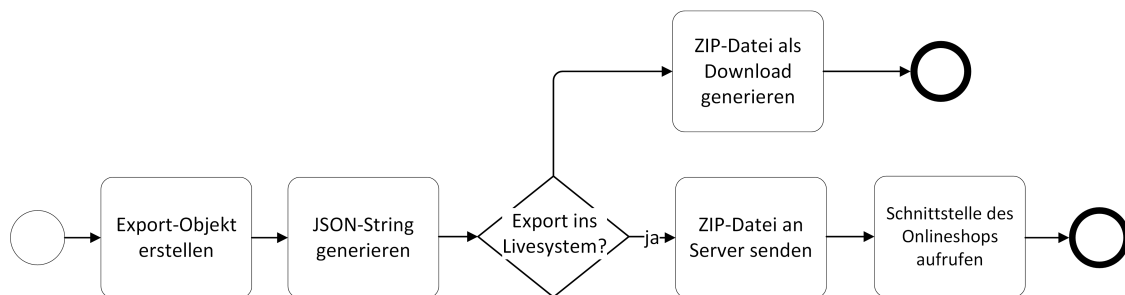 ZIP-Datei als
Download
generieren
Export-Objekt
erstellen
JSON-String
generieren
Export ins
Livesystem?
ja
ZIP-Datei an
Server senden
Schnittstelle des
Onlineshops
aufrufen